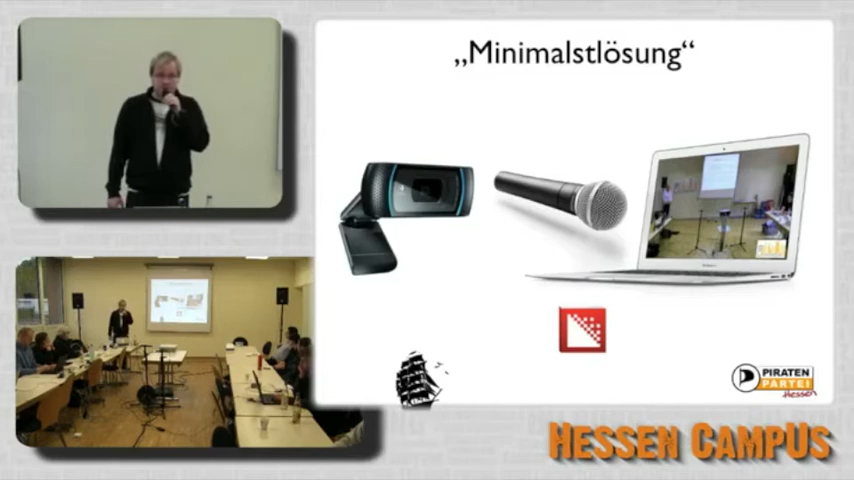 „Minimalstlösung“
PIRATEN
PARTEI
Hessen
HESSEN CAMPUS